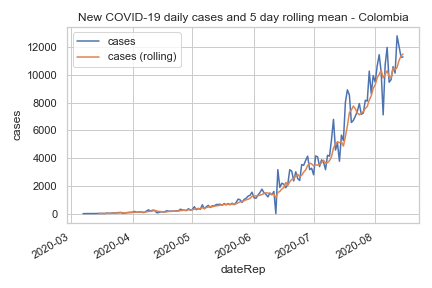 New COVID-19 daily cases and 5 day rolling mean - Colombia
cases
cases (rolling)
12000
10000
8000
6000
4000
2000
0
cases
2020-03
2020-04
2020-05
2020-06
2020-07
2020-08
dateRep